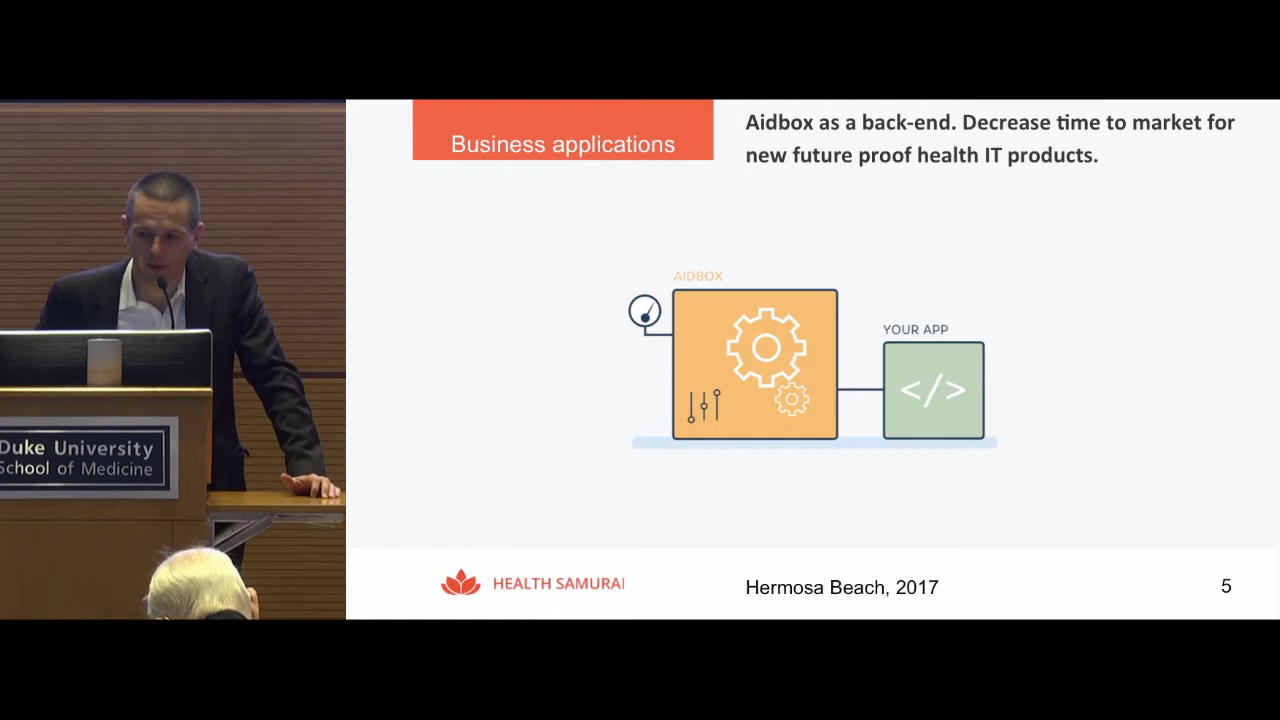 Business applications
Aidbox as a back-end. Decrease time to market for
new future proof health IT products.
AIDBOX
YOUR APP
</>
Duke University
School of Medicine
HEALTH SAMURAI
Hermosa Beach, 2017
5